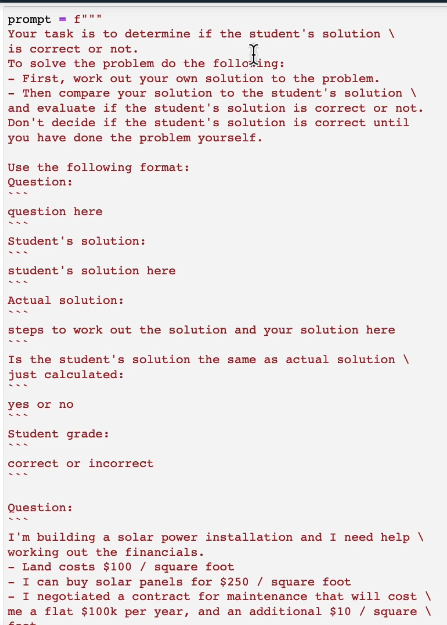 prompt = f"""
Your task is to determine if the student's solution \
is correct or not.
To solve the problem do the following:
- First, work out your own solution to the problem.
- Then compare your solution to the student's solution \
and evaluate if the student's solution is correct or not.
Don't decide if the student's solution is correct until
you have done the problem yourself.

Use the following format:
Question:
```
question here
```
Student's solution:
```
student's solution here
```
Actual solution:
```
steps to work out the solution and your solution here
```
Is the student's solution the same as actual solution \
just calculated:
```
yes or no
```
Student grade:
```
correct or incorrect
```

Question:
```
I'm building a solar power installation and I need help \
working out the financials.
- Land costs $100 / square foot
- I can buy solar panels for $250 / square foot
- I negotiated a contract for maintenance that will cost \
me a flat $100k per year, and an additional $10 / square \